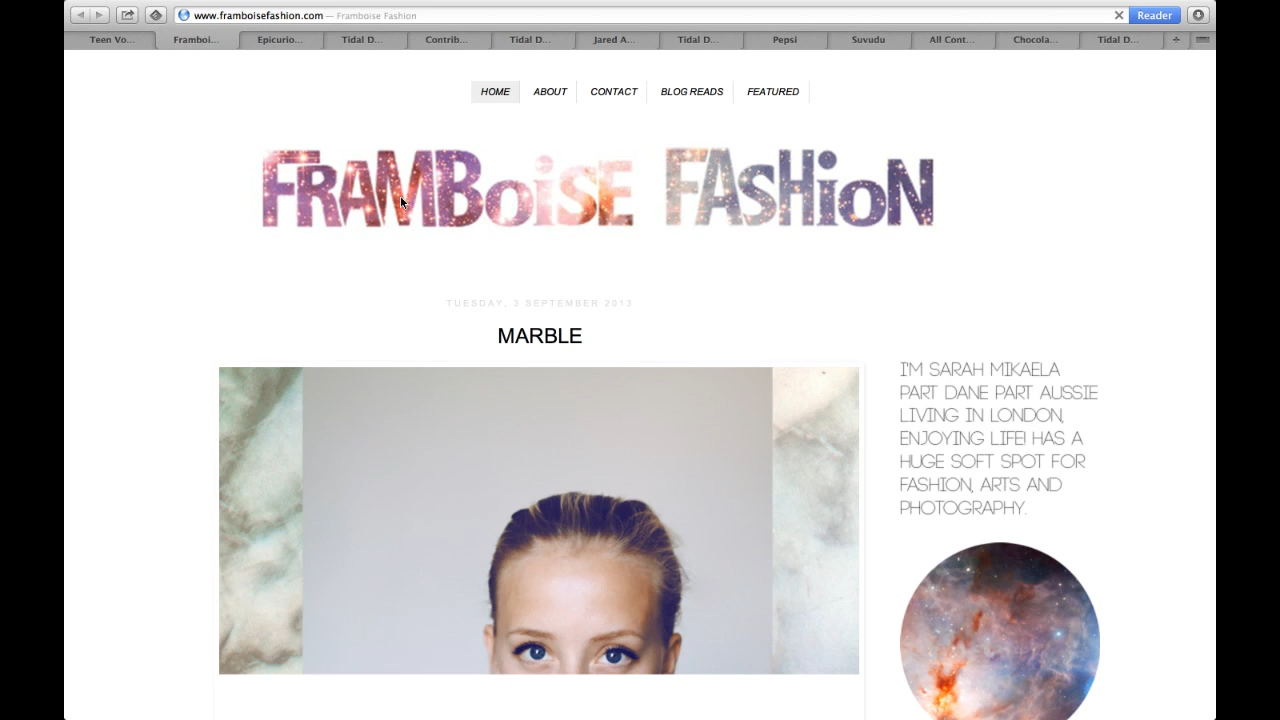 www.framboisefashion.com — Framboise Fashion
Reader
Teen Vo...
Framboi...
Epicurio...
Tidal D...
Contrib...
Tidal D...
Jared A...
Tidal D...
Pepsi
Suvudu
All Cont...
Chocola...
Tidal D...
HOME
ABOUT
CONTACT
BLOG READS
FEATURED
FRAMBoiSE FASHioN
TUESDAY, 3 SEPTEMBER 2013
MARBLE
I'M SARAH MIKAELA
PART DANE PART AUSSIE
LIVING IN LONDON,
ENJOYING LIFE! HAS A
HUGE SOFT SPOT FOR
FASHION, ARTS AND
PHOTOGRAPHY.